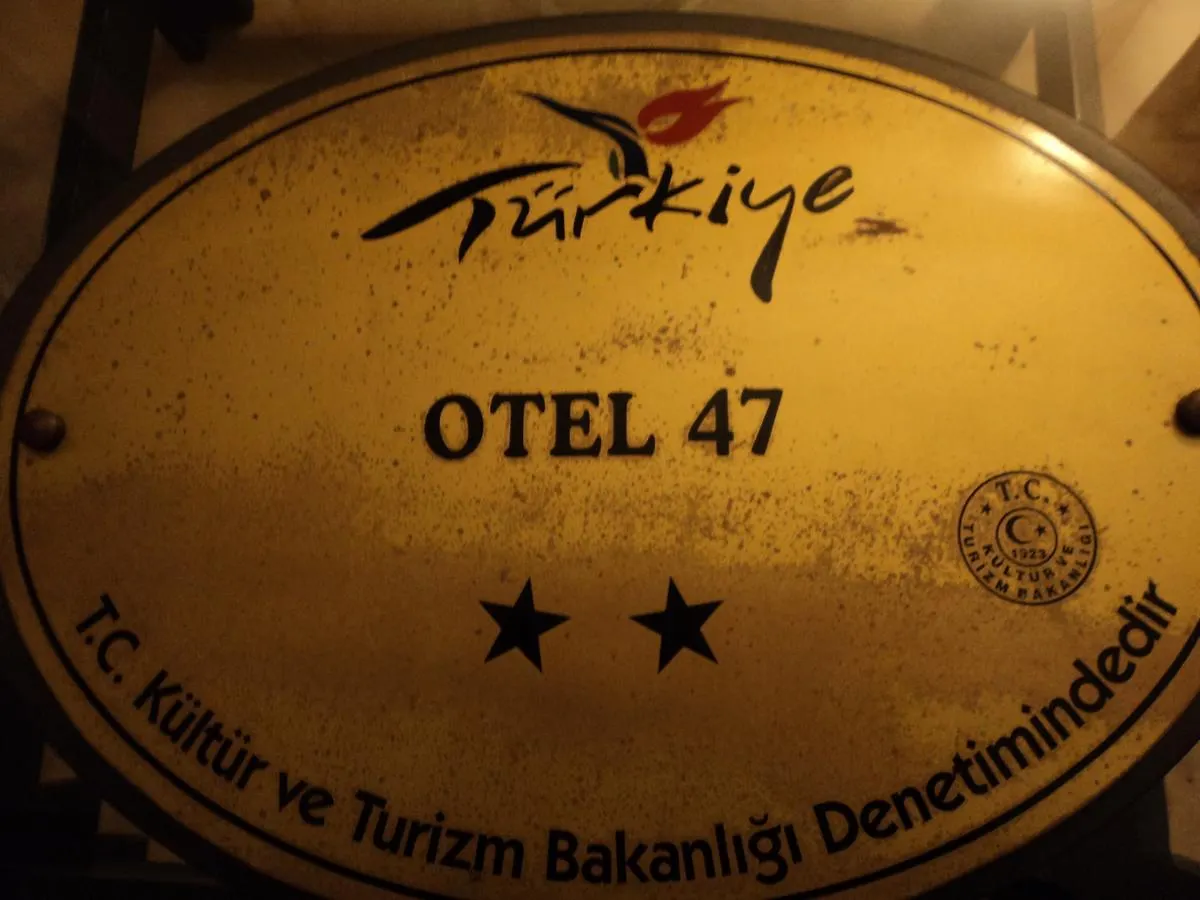 Türkiye
OTEL 47
T.C.
1923
KÜLTÜR VE
TURİZM BAKANLIĞI
T.C. Kültür ve Turizm Bakanlığı Denetimindedir